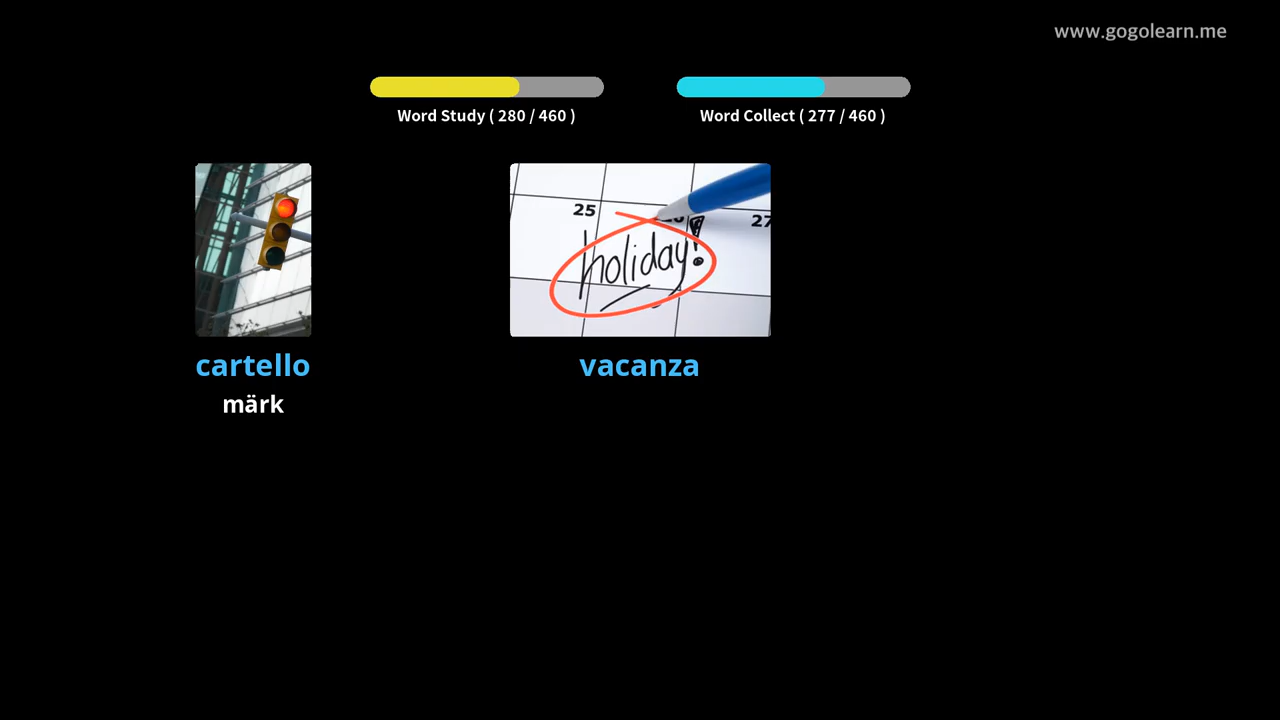 www.gogolearn.me
Word Study ( 280 / 460 )
Word Collect ( 277 / 460 )
25
27
holiday!
cartello
vacanza
märk